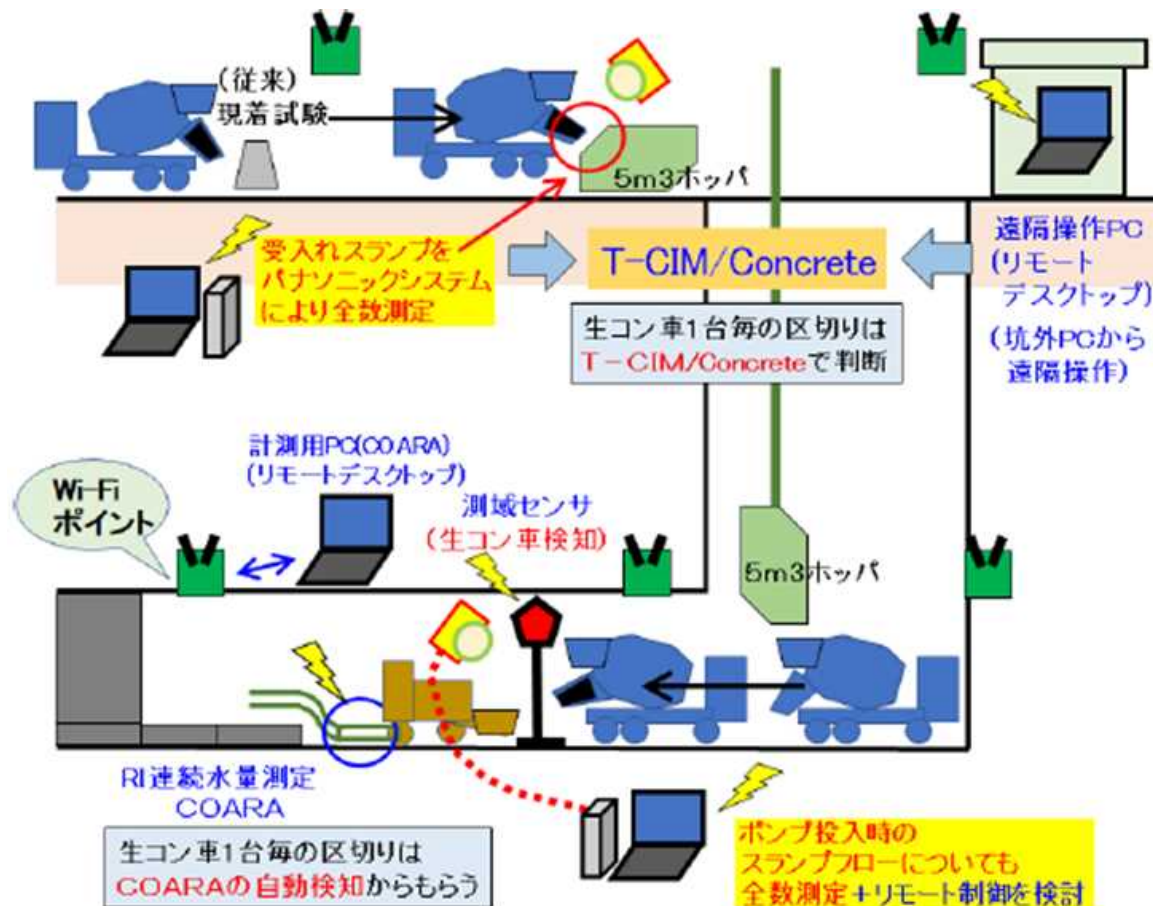 (従来)
現着試験
5m3ホッパ
受入れスランプを
パナソニックシステム
により全数測定
T-CIM/Concrete
遠隔操作PC
(リモート
デスクトップ)
(坑外PCから
遠隔操作)
生コン車1台毎の区切りは
T-CIM/Concreteで判断
計測用PC(COARA)
(リモートデスクトップ)
Wi-Fi
ポイント
測域センサ
(生コン車検知)
5m3ホッパ
RI連続水量測定
COARA
生コン車1台毎の区切りは
COARAの自動検知からもらう
ポンプ投入時の
スランプフローについても
全数測定+リモート制御を検討